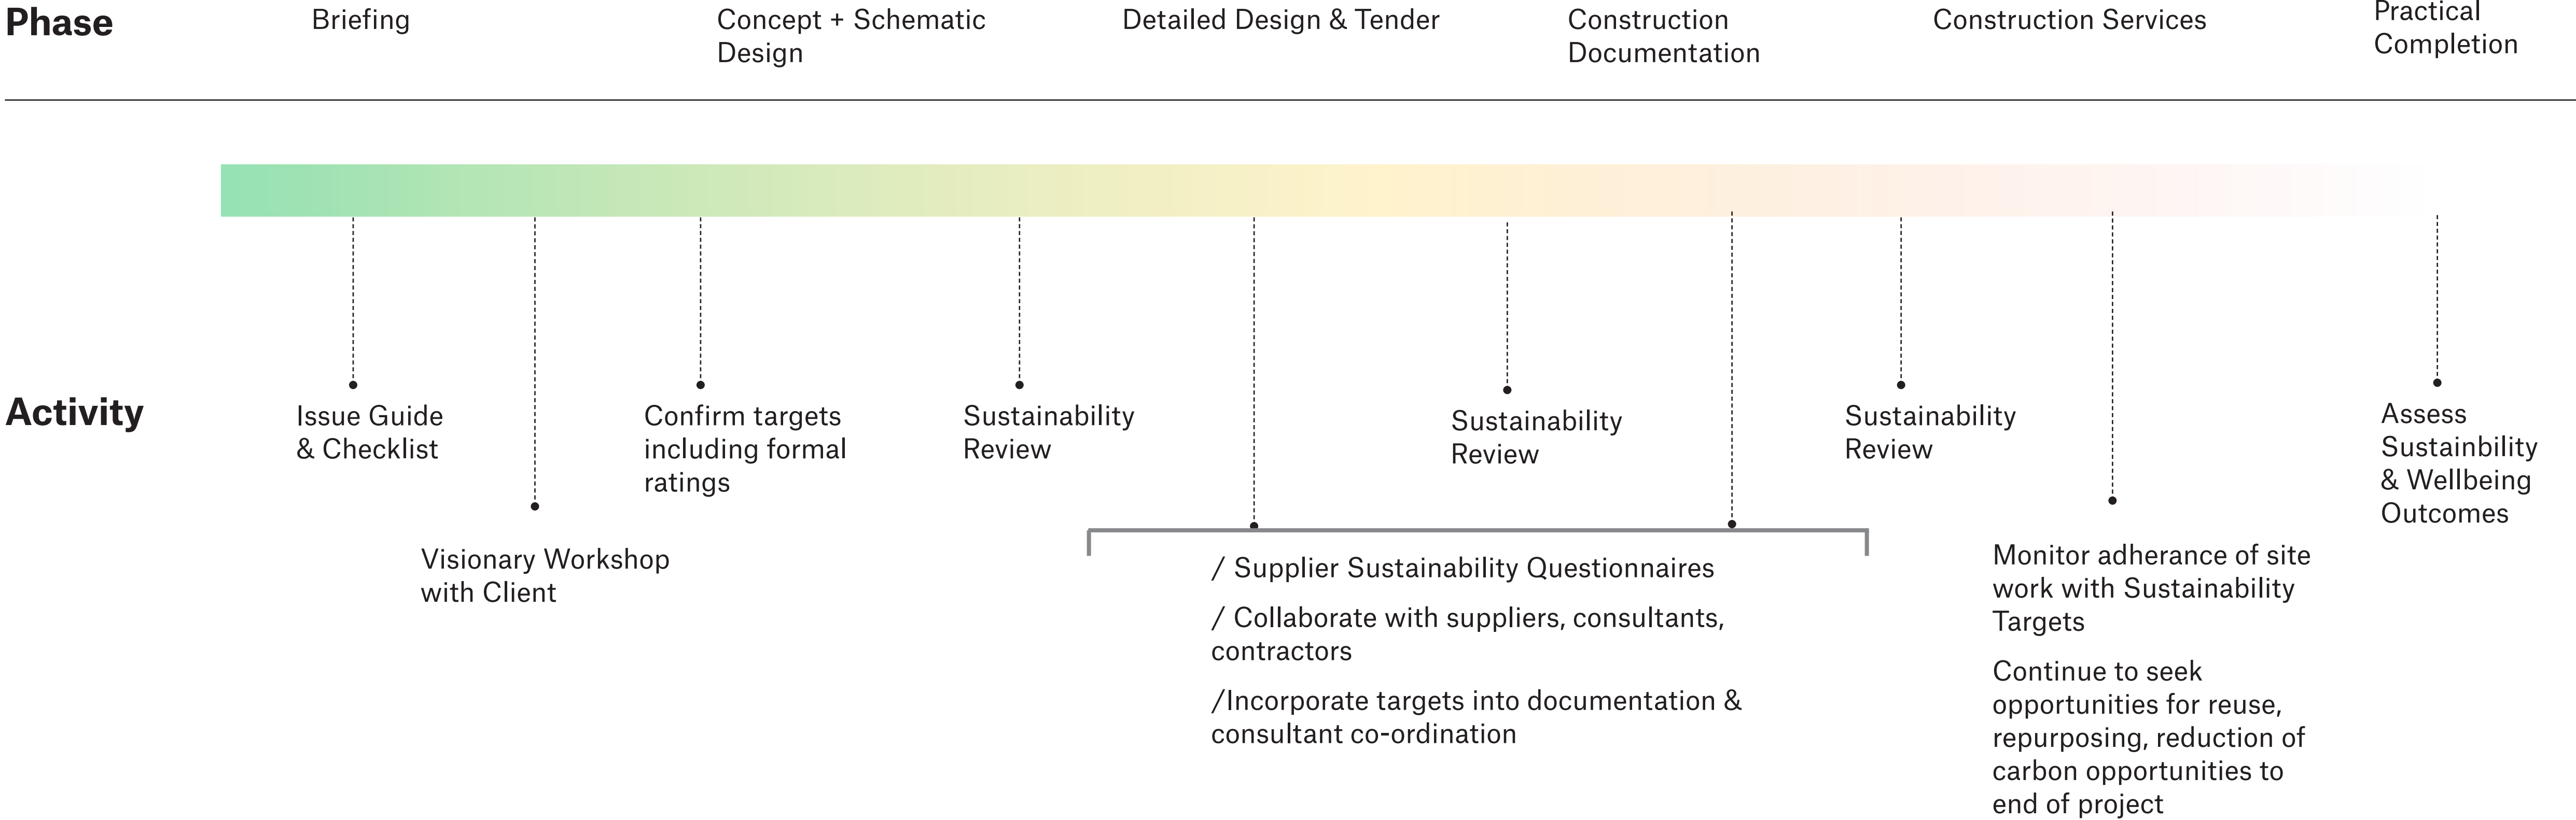 Phase
Briefing
Concept + Schematic
Design
Detailed Design & Tender
Construction
Documentation
Construction Services
Practical
Completion
Activity
Issue Guide
& Checklist
Visionary Workshop
with Client
Confirm targets
including formal
ratings
Sustainability
Review
/ Supplier Sustainability Questionnaires
/ Collaborate with suppliers, consultants,
contractors
/Incorporate targets into documentation &
consultant co-ordination
Sustainability
Review
Sustainability
Review
Monitor adherance of site
work with Sustainability
Targets
Continue to seek
opportunities for reuse,
repurposing, reduction of
carbon opportunities to
end of project
Assess
Sustainbility
& Wellbeing
Outcomes